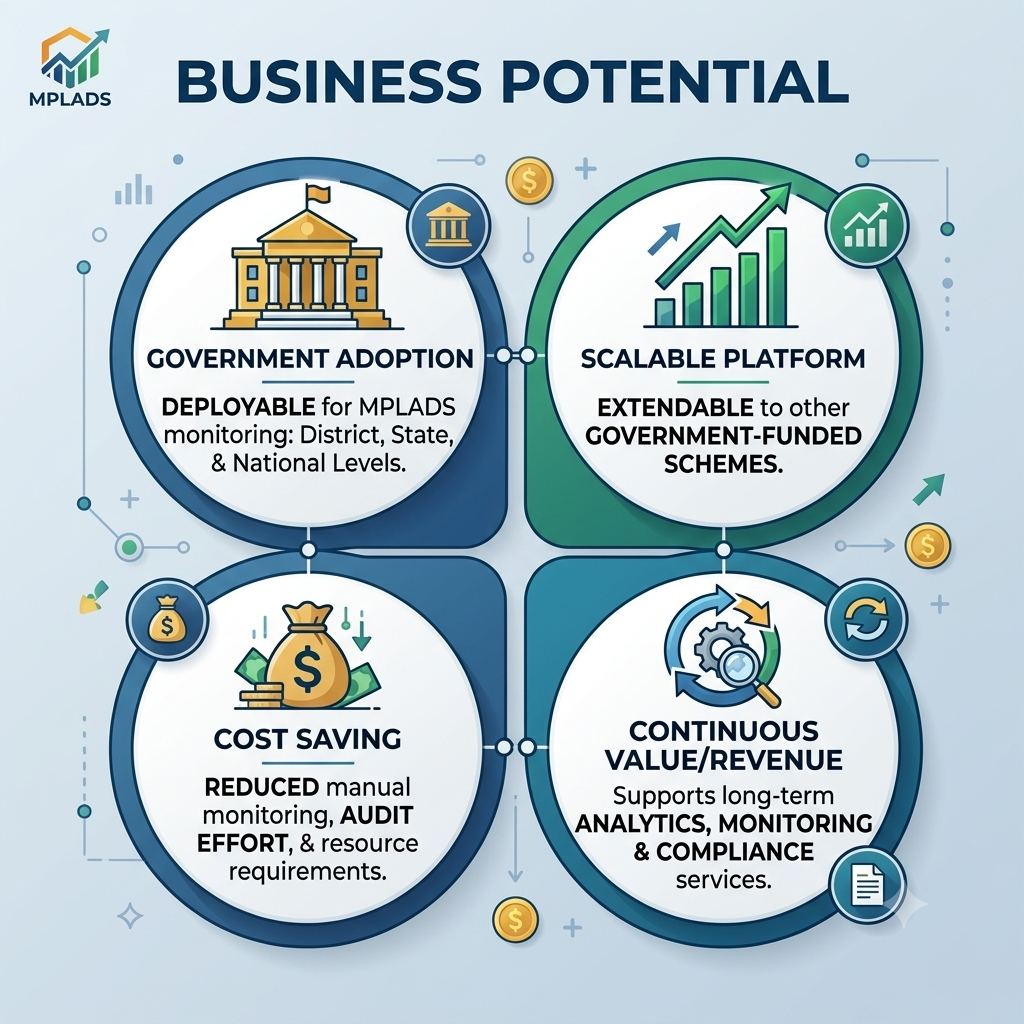 MPLADS
BUSINESS POTENTIAL
GOVERNMENT ADOPTION
DEPLOYABLE for MPLADS
monitoring: District, State,
& National Levels.
SCALABLE PLATFORM
EXTENDABLE to other
GOVERNMENT-FUNDED
SCHEMES.
$
COST SAVING
REDUCED manual
monitoring, AUDIT
EFFORT, & resource
requirements.
CONTINUOUS
VALUE/REVENUE
Supports long-term
ANALYTICS, MONITORING
& COMPLIANCE
services.
$
$
$
$